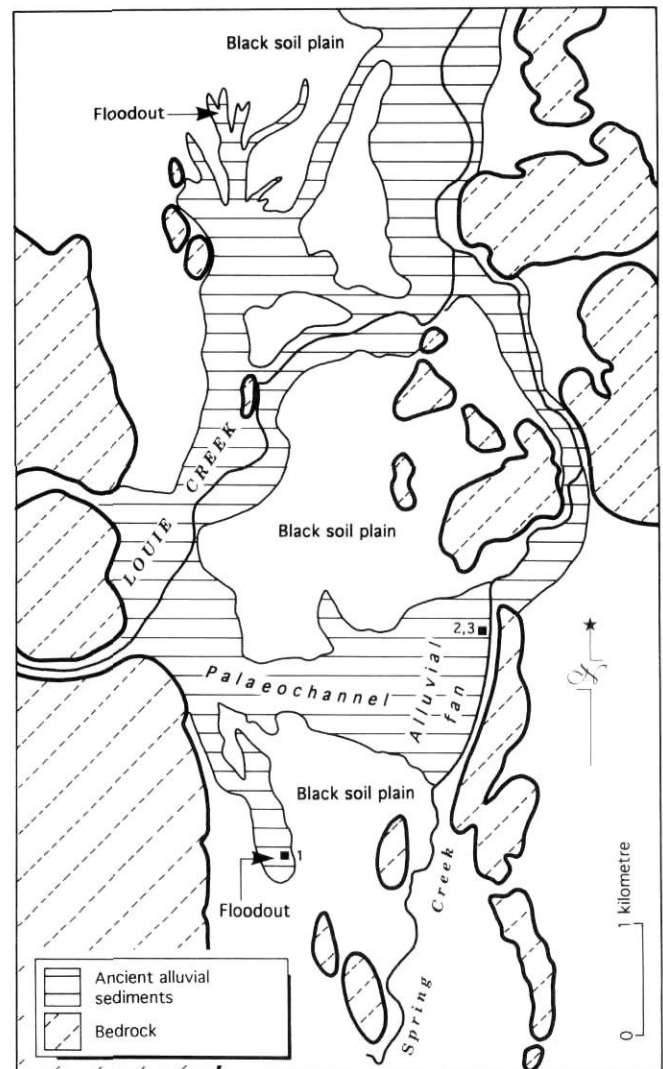 Black soil plain
Floodout
LOUIE CREEK
Black soil plain
2,3
Palaeochannel
Alluvial
fan
Black soil plain
1
Floodout
Spring Creek
1 kilometre
0
Ancient alluvial
sediments
Bedrock